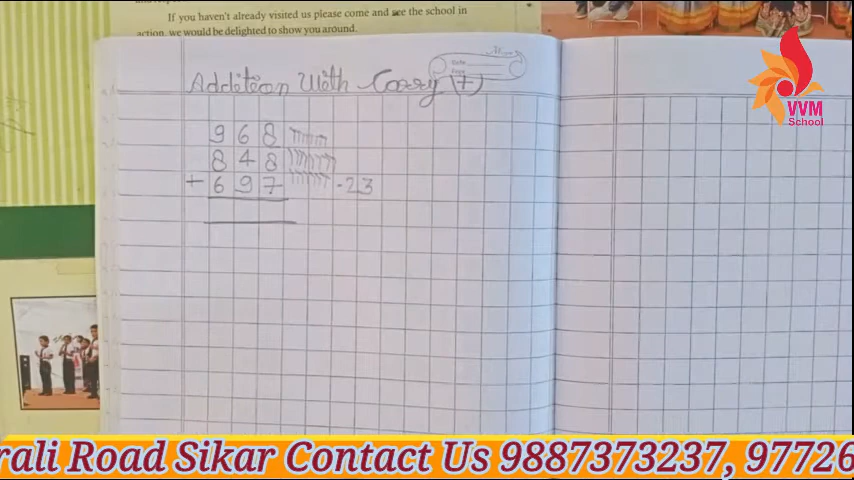 If you haven't already visited us please come and see the school in
action, we would be delighted to show you around.
Addition With Carry (7)
Date
Page
9 6 8
8 4 8
+ 6 9 7 - 23
VVM
School
rali Road Sikar Contact Us 9887373237, 97726